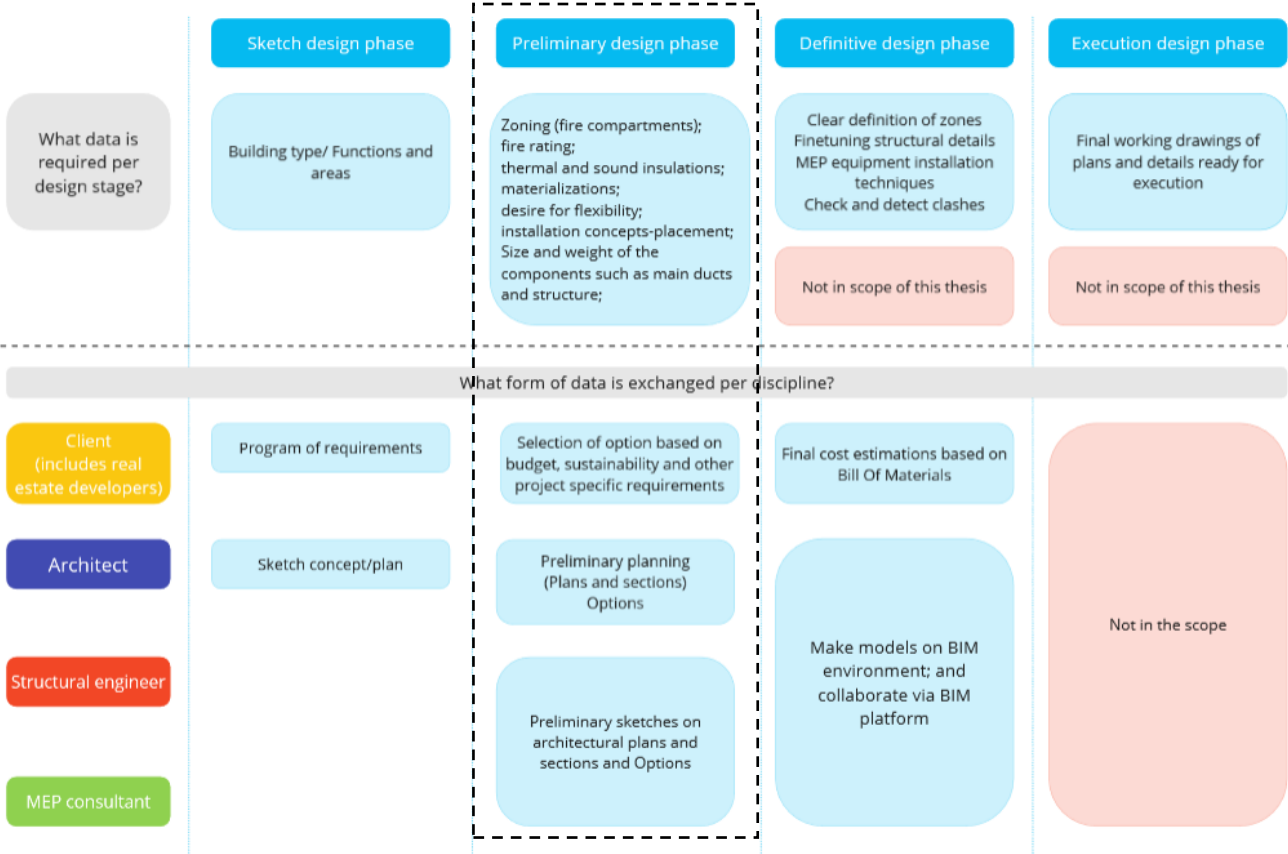 Sketch design phase
Preliminary design phase
Definitive design phase
Execution design phase
What data is
required per
design stage?
Building type/ Functions and
areas
Zoning (fire compartments);
fire rating;
thermal and sound insulations;
materializations;
desire for flexibility;
installation concepts-placement;
Size and weight of the
components such as main ducts
and structure;
Clear definition of zones
Finetuning structural details
MEP equipment installation
techniques
Check and detect clashes
Final working drawings of
plans and details ready for
execution
Not in scope of this thesis
Not in scope of this thesis
What form of data is exchanged per discipline?
Client
(includes real
estate developers)
Program of requirements
Selection of option based on
budget, sustainability and other
project specific requirements
Final cost estimations based on
Bill Of Materials
Architect
Sketch concept/plan
Preliminary planning
(Plans and sections)
Options
Structural engineer
MEP consultant
Preliminary sketches on
architectural plans and
sections and Options
Make models on BIM
environment; and
collaborate via BIM
platform
Not in the scope